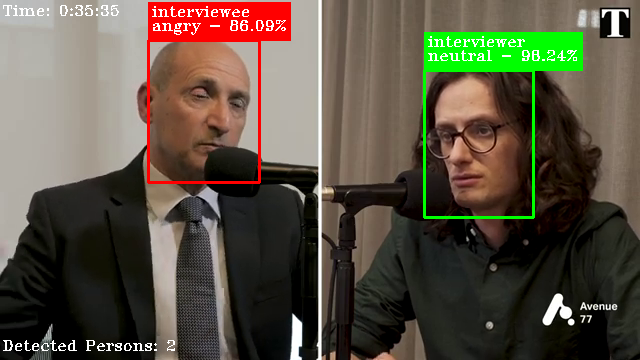 Time: 0:35:35
interviewee
angry - 86.09%
interviewer
neutral - 96.24%
T
Avenue
77
Detected Persons: 2